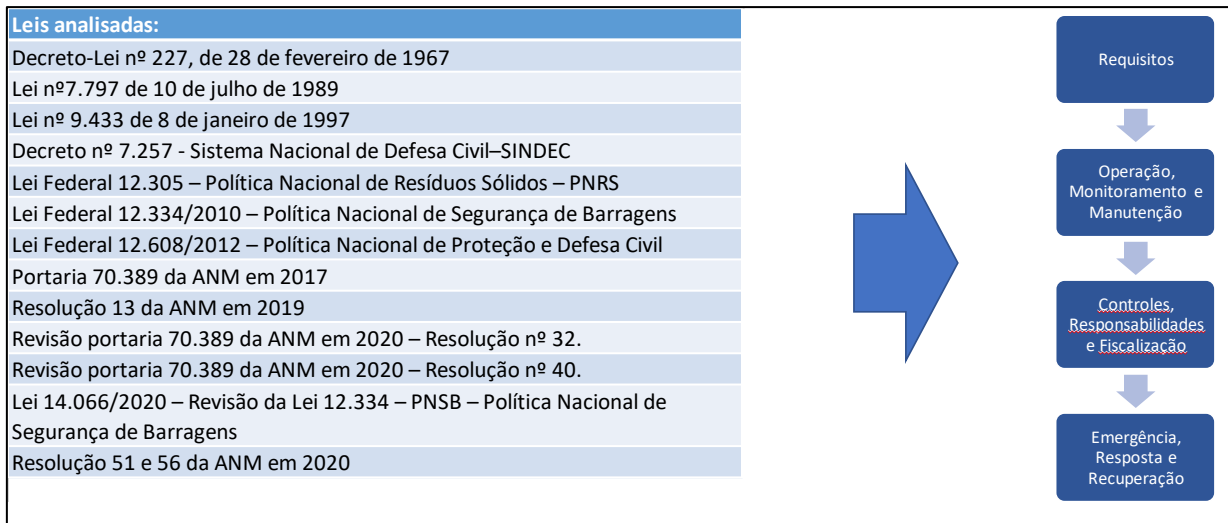 Leis analisadas:
Decreto-Lei nº 227, de 28 de fevereiro de 1967
Lei nº7.797 de 10 de julho de 1989
Lei nº 9.433 de 8 de janeiro de 1997
Decreto nº 7.257 - Sistema Nacional de Defesa Civil–SINDEC
Lei Federal 12.305 – Política Nacional de Resíduos Sólidos – PNRS
Lei Federal 12.334/2010 – Política Nacional de Segurança de Barragens
Lei Federal 12.608/2012 – Política Nacional de Proteção e Defesa Civil
Portaria 70.389 da ANM em 2017
Resolução 13 da ANM em 2019
Revisão portaria 70.389 da ANM em 2020 – Resolução nº 32.
Revisão portaria 70.389 da ANM em 2020 – Resolução nº 40.
Lei 14.066/2020 – Revisão da Lei 12.334 – PNSB – Política Nacional de
Segurança de Barragens
Resolução 51 e 56 da ANM em 2020
Requisitos
Operação,
Monitoramento e
Manutenção
Controles,
Responsabilidades
e Fiscalização
Emergência,
Resposta e
Recuperação